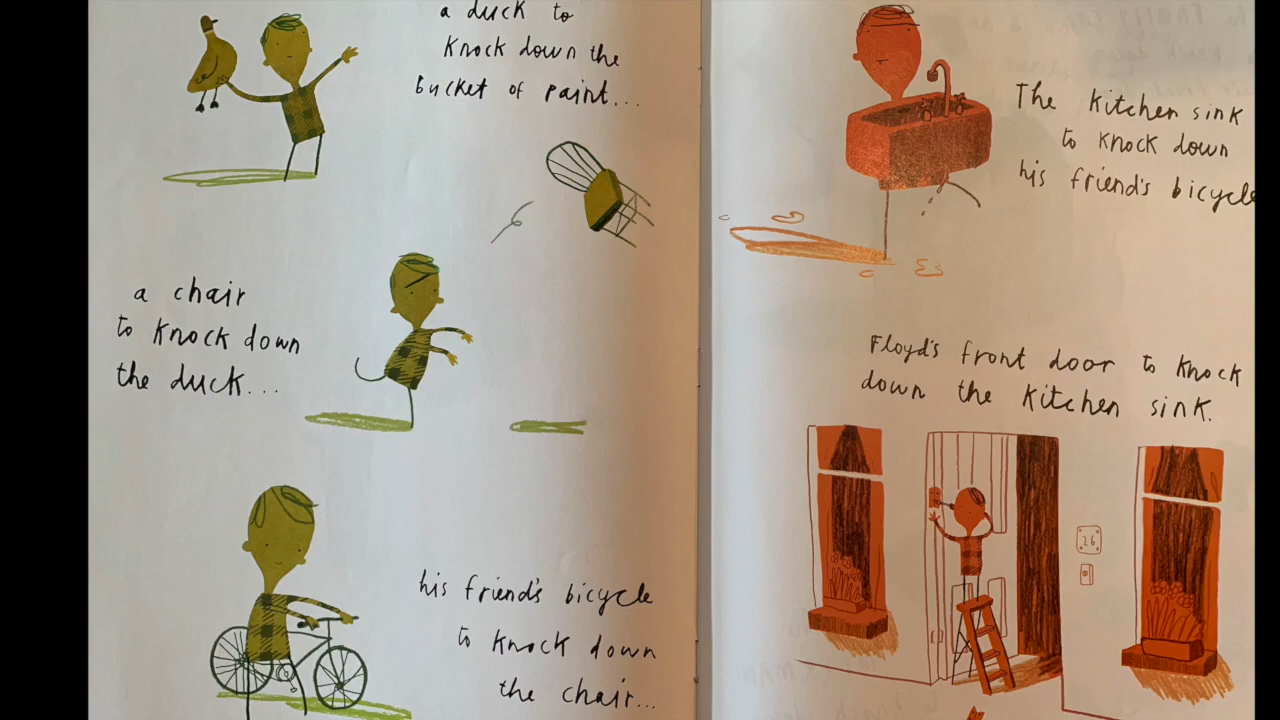 a duck to
knock down the
bucket of paint...
a chair
to knock down
the duck...
his friend's bicycle
to knock down
the chair...
The kitchen sink
to knock down
his friend's bicycle
Floyd's front door to knock
down the kitchen sink.
26